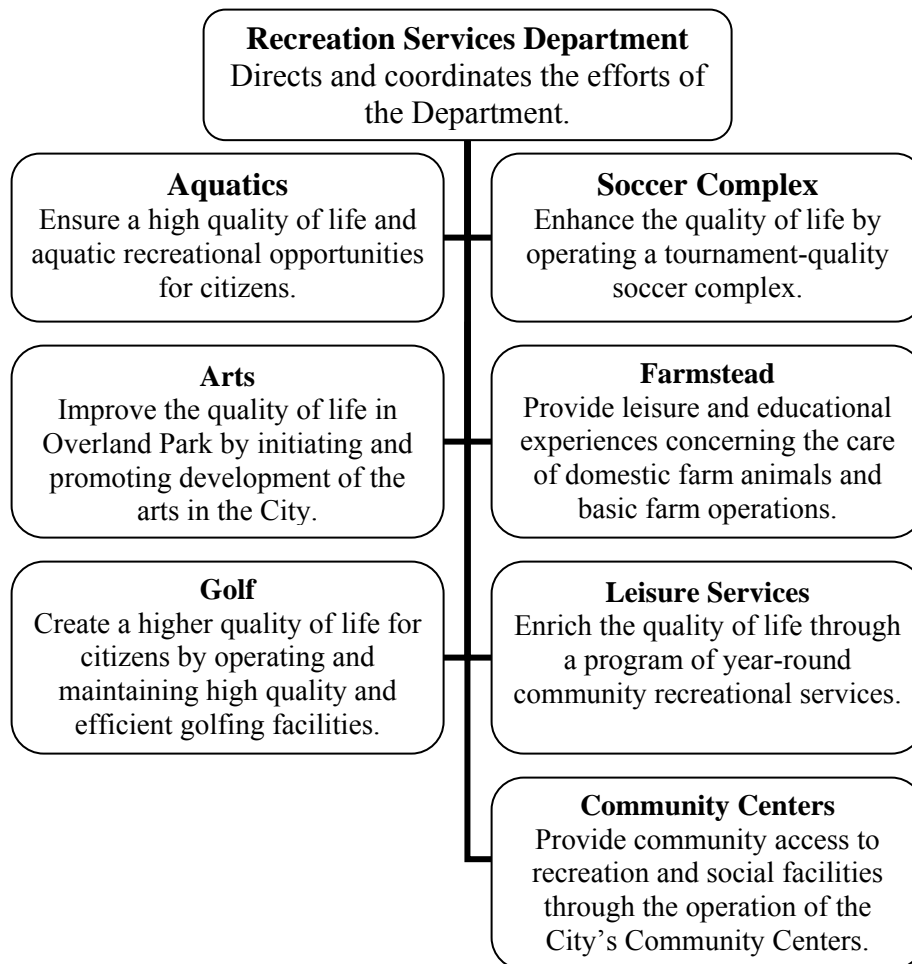 Recreation Services Department
Directs and coordinates the efforts of
the Department.
Aquatics
Ensure a high quality of life and
aquatic recreational opportunities
for citizens.
Soccer Complex
Enhance the quality of life by
operating a tournament-quality
soccer complex.
Arts
Improve the quality of life in
Overland Park by initiating and
promoting development of the
arts in the City.
Farmstead
Provide leisure and educational
experiences concerning the care
of domestic farm animals and
basic farm operations.
Golf
Create a higher quality of life for
citizens by operating and
maintaining high quality and
efficient golfing facilities.
Leisure Services
Enrich the quality of life through
a program of year-round
community recreational services.
Community Centers
Provide community access to
recreation and social facilities
through the operation of the
City’s Community Centers.